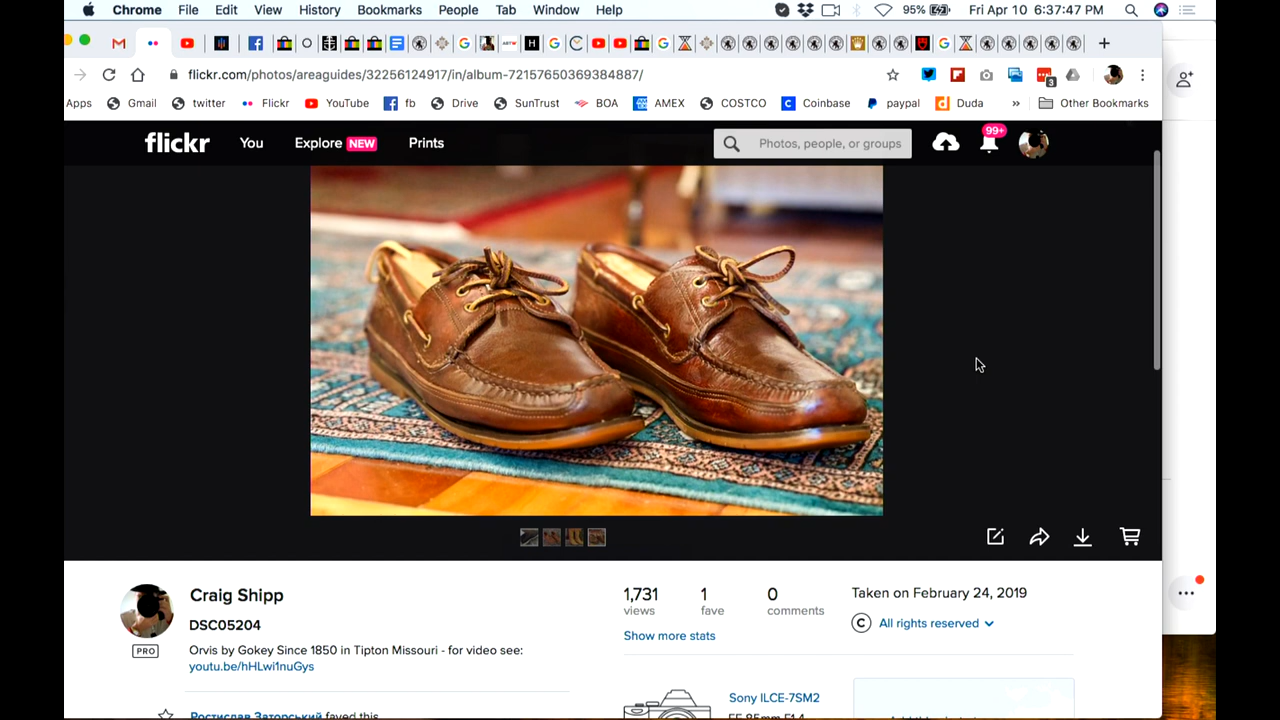 Chrome File Edit View History Bookmarks People Tab Window Help 95% Fri Apr 10 6:37:47 PM
flickr.com/photos/areaguides/32256124917/in/album-72157650369384887/ 3
Apps Gmail twitter Flickr YouTube fb Drive SunTrust BOA AMEX COSTCO Coinbase paypal Duda » Other Bookmarks
flickr You Explore NEW Prints Photos, people, or groups 99+
Craig Shipp
DSC05204
PRO
Orvis by Gokey Since 1850 in Tipton Missouri - for video see:
youtu.be/hHLwi1nuGys
Ростислав Заторський faved this
1,731 1 0
views fave comments
Show more stats
Taken on February 24, 2019
All rights reserved
Sony ILCE-7SM2
FE 85mm F1.4